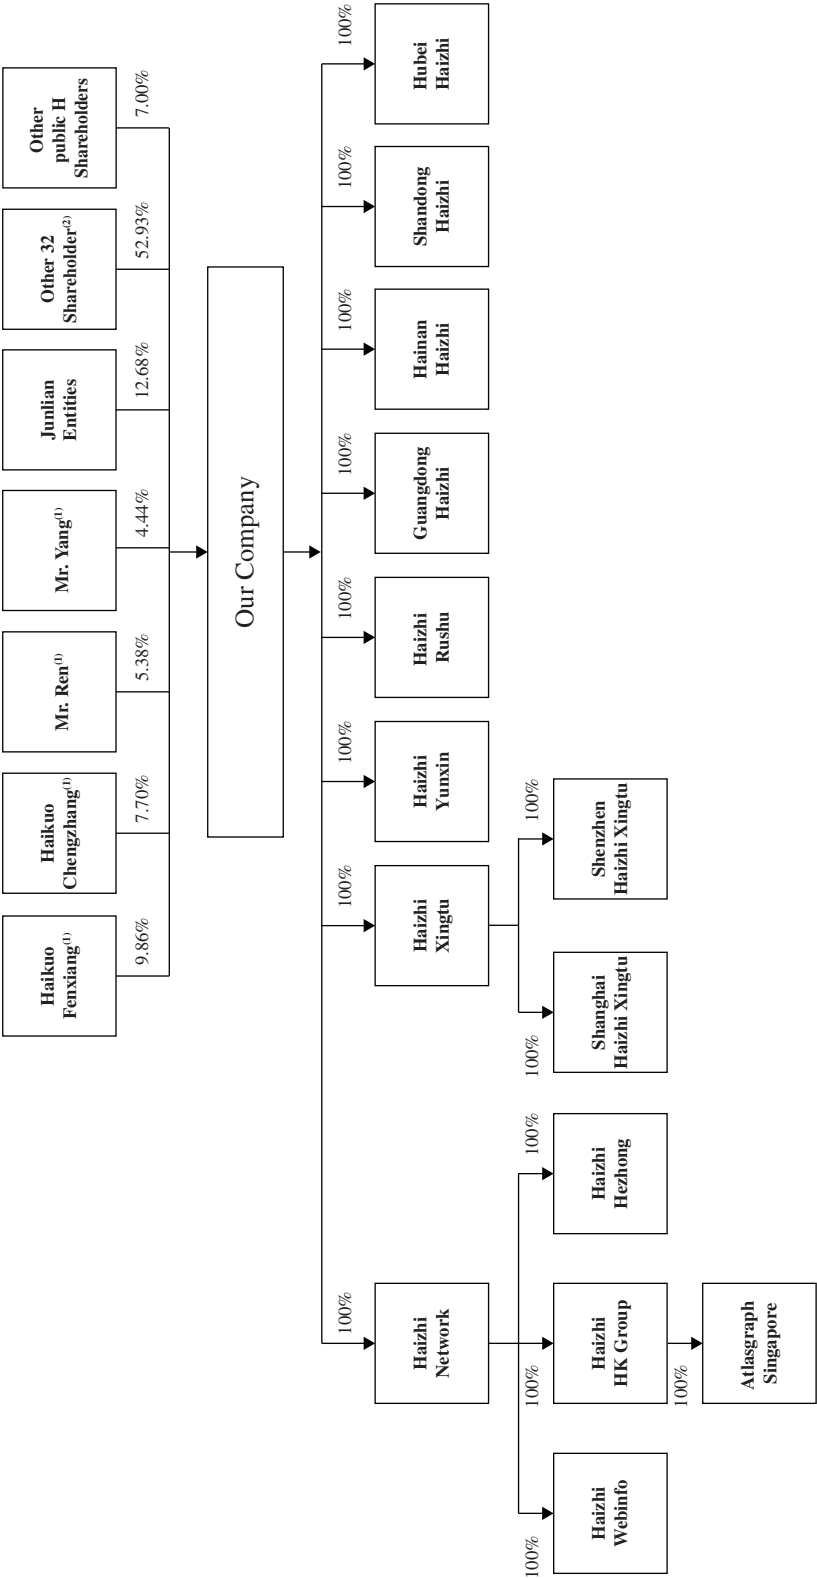 Haikuo
Fenxiang(1)
Haikuo
Chengzhang(1)
Mr. Ren(1)
Mr. Yang(1)
Junlian
Entities
Other 32
Shareholder(2)
Other
public H
Shareholders
9.86%
7.70%
5.38%
4.44%
12.68%
52.93%
7.00%
Our Company
100%
100%
100%
100%
100%
100%
100%
100%
Haizhi
Network
Haizhi
Xingtu
Haizhi
Yunxin
Haizhi
Rushu
Guangdong
Haizhi
Hainan
Haizhi
Shandong
Haizhi
Hubei
Haizhi
100%
100%
100%
100%
100%
Haizhi
Webinfo
Haizhi
HK Group
Haizhi
Hezhong
Shanghai
Haizhi Xingtu
Shenzhen
Haizhi Xingtu
100%
Atlasgraph
Singapore